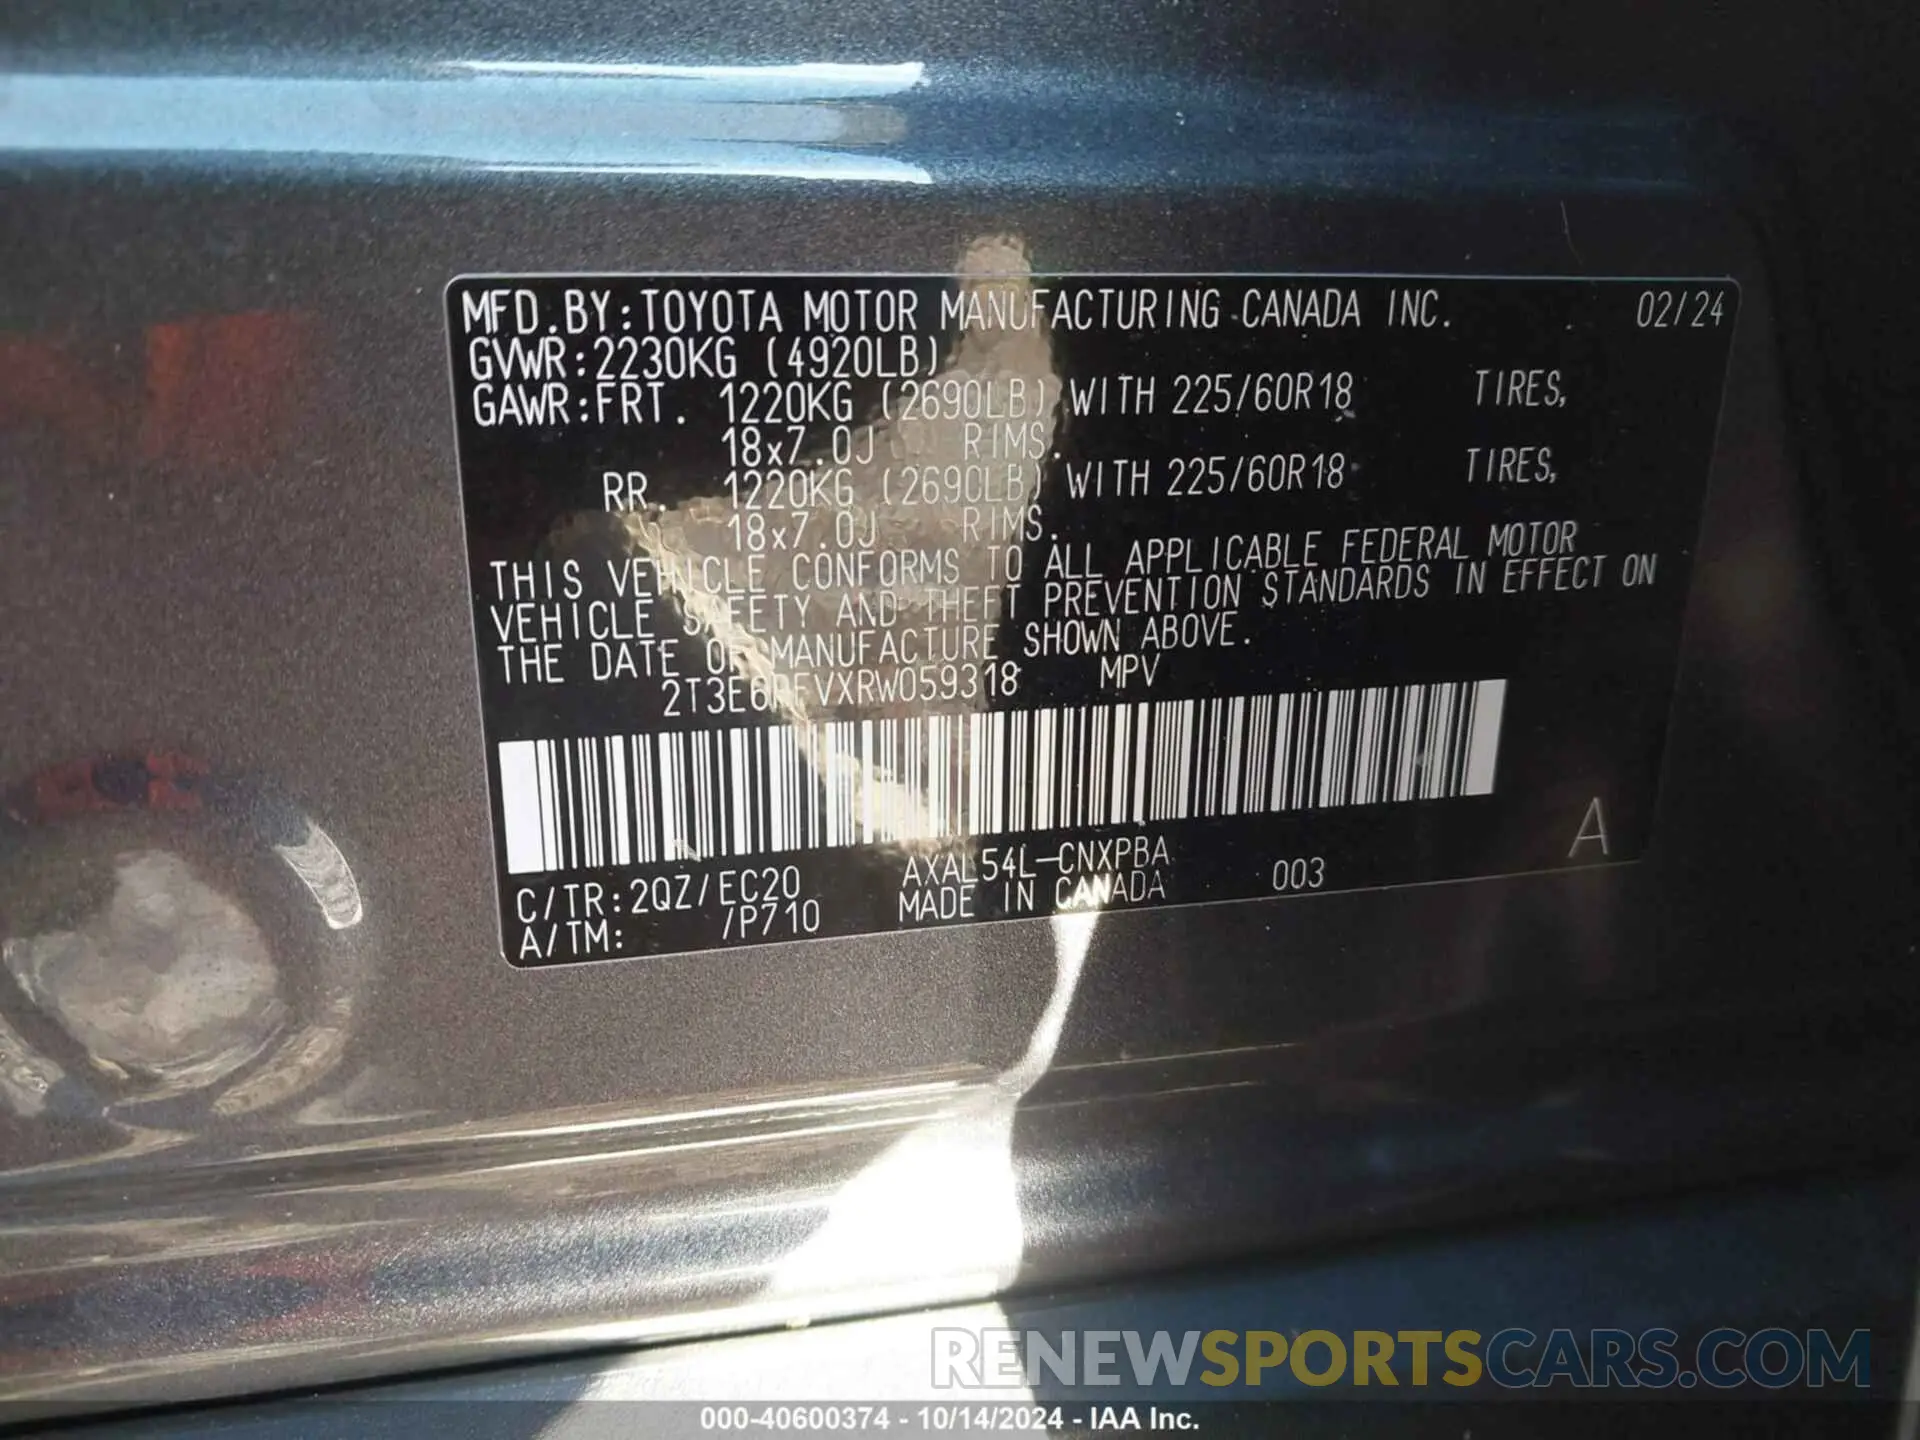 MFD.BY:TOYOTA MOTOR MANUFACTURING CANADA INC. 02/24
GVWR:2230KG (4920LB)
GAWR:FRT. 1220KG (2690LB) WITH 225/60R18 TIRES,
18x7.0J RIMS.
RR. 1220KG (2690LB) WITH 225/60R18 TIRES,
18x7.0J RIMS.
THIS VEHICLE CONFORMS TO ALL APPLICABLE FEDERAL MOTOR
VEHICLE SAFETY AND THEFT PREVENTION STANDARDS IN EFFECT ON
THE DATE OF MANUFACTURE SHOWN ABOVE.
2T3E6RFVXRW059318 MPV
C/TR:2QZ/EC20 AXAL54L-CNXPBA 003 A
A/TM: /P710 MADE IN CANADA
RENEWSPORTSCARS.COM
000-40600374 - 10/14/2024 - IAA Inc.